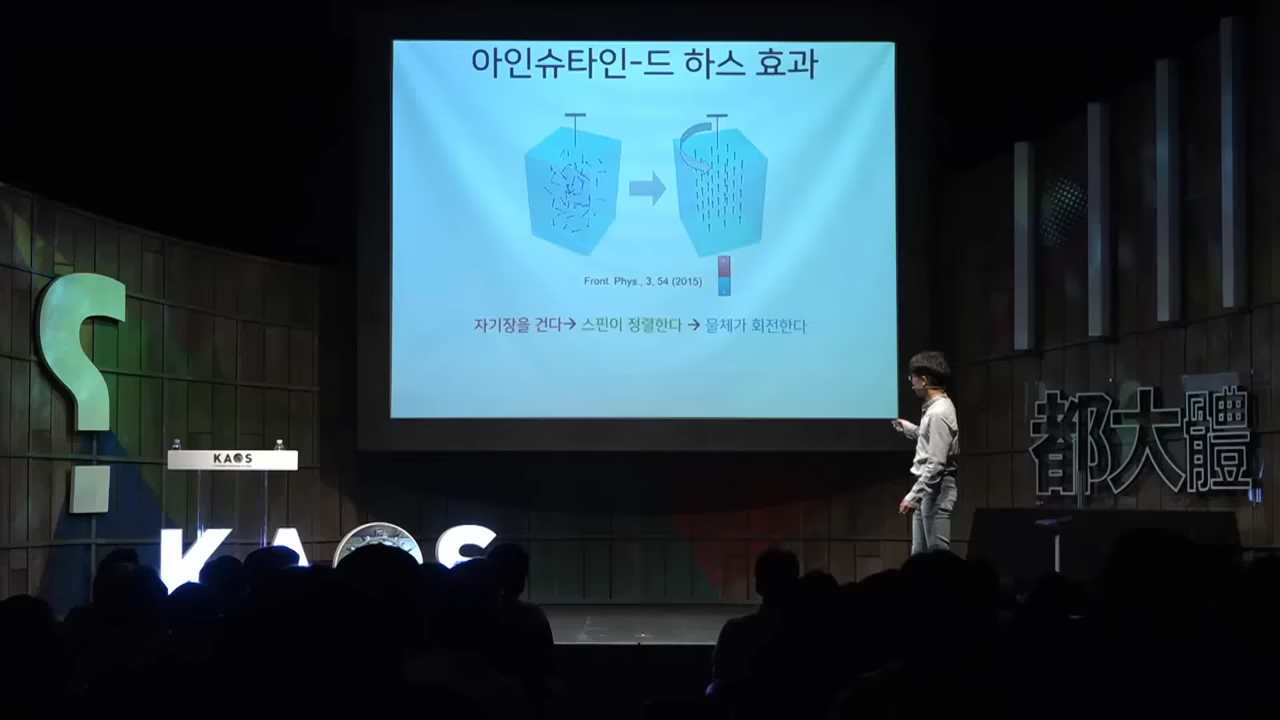 아인슈타인-드 하스 효과
Front. Phys., 3, 54 (2015)
자기장을 건다→ 스핀이 정렬한다 → 물체가 회전한다
?
KAOS
KAOS
都大體